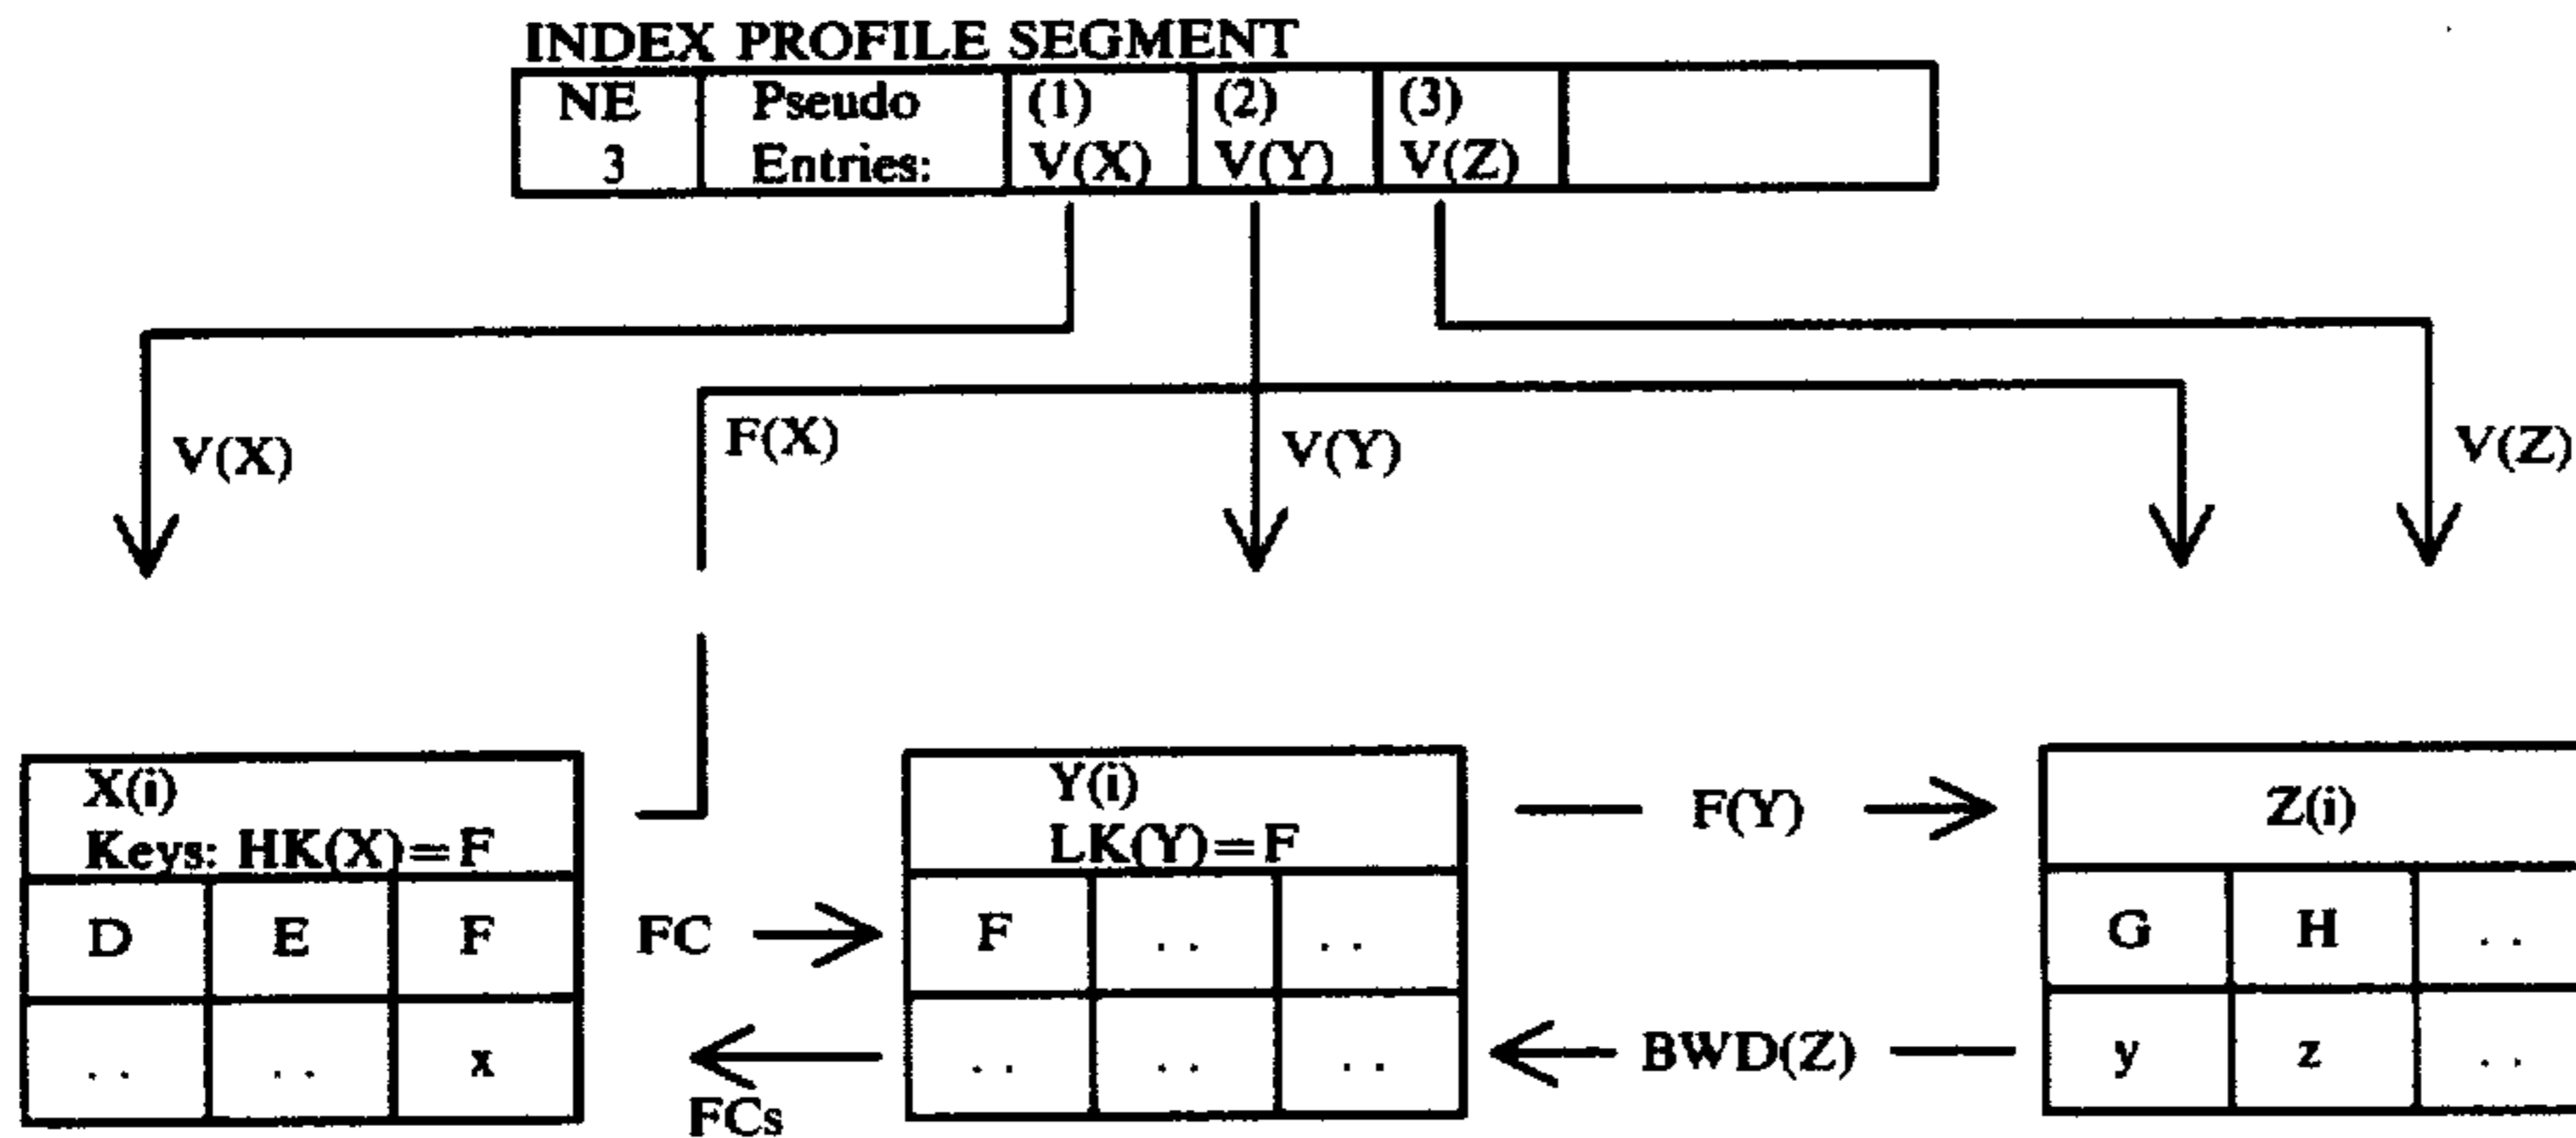 INDEX PROFILE SEGMENT
NE Pseudo (1) (2) (3)
3 Entries: V(X) V(Y) V(Z)
V(X) F(X) V(Y) V(Z)
X(i)
Keys: HK(X)=F
Y(i)
LK(Y)=F
F(Y)
Z(i)
D E F
FC
F . . . .
G H . .
. . . . x
FCs
. . . . . .
BWD(Z)
y z . .